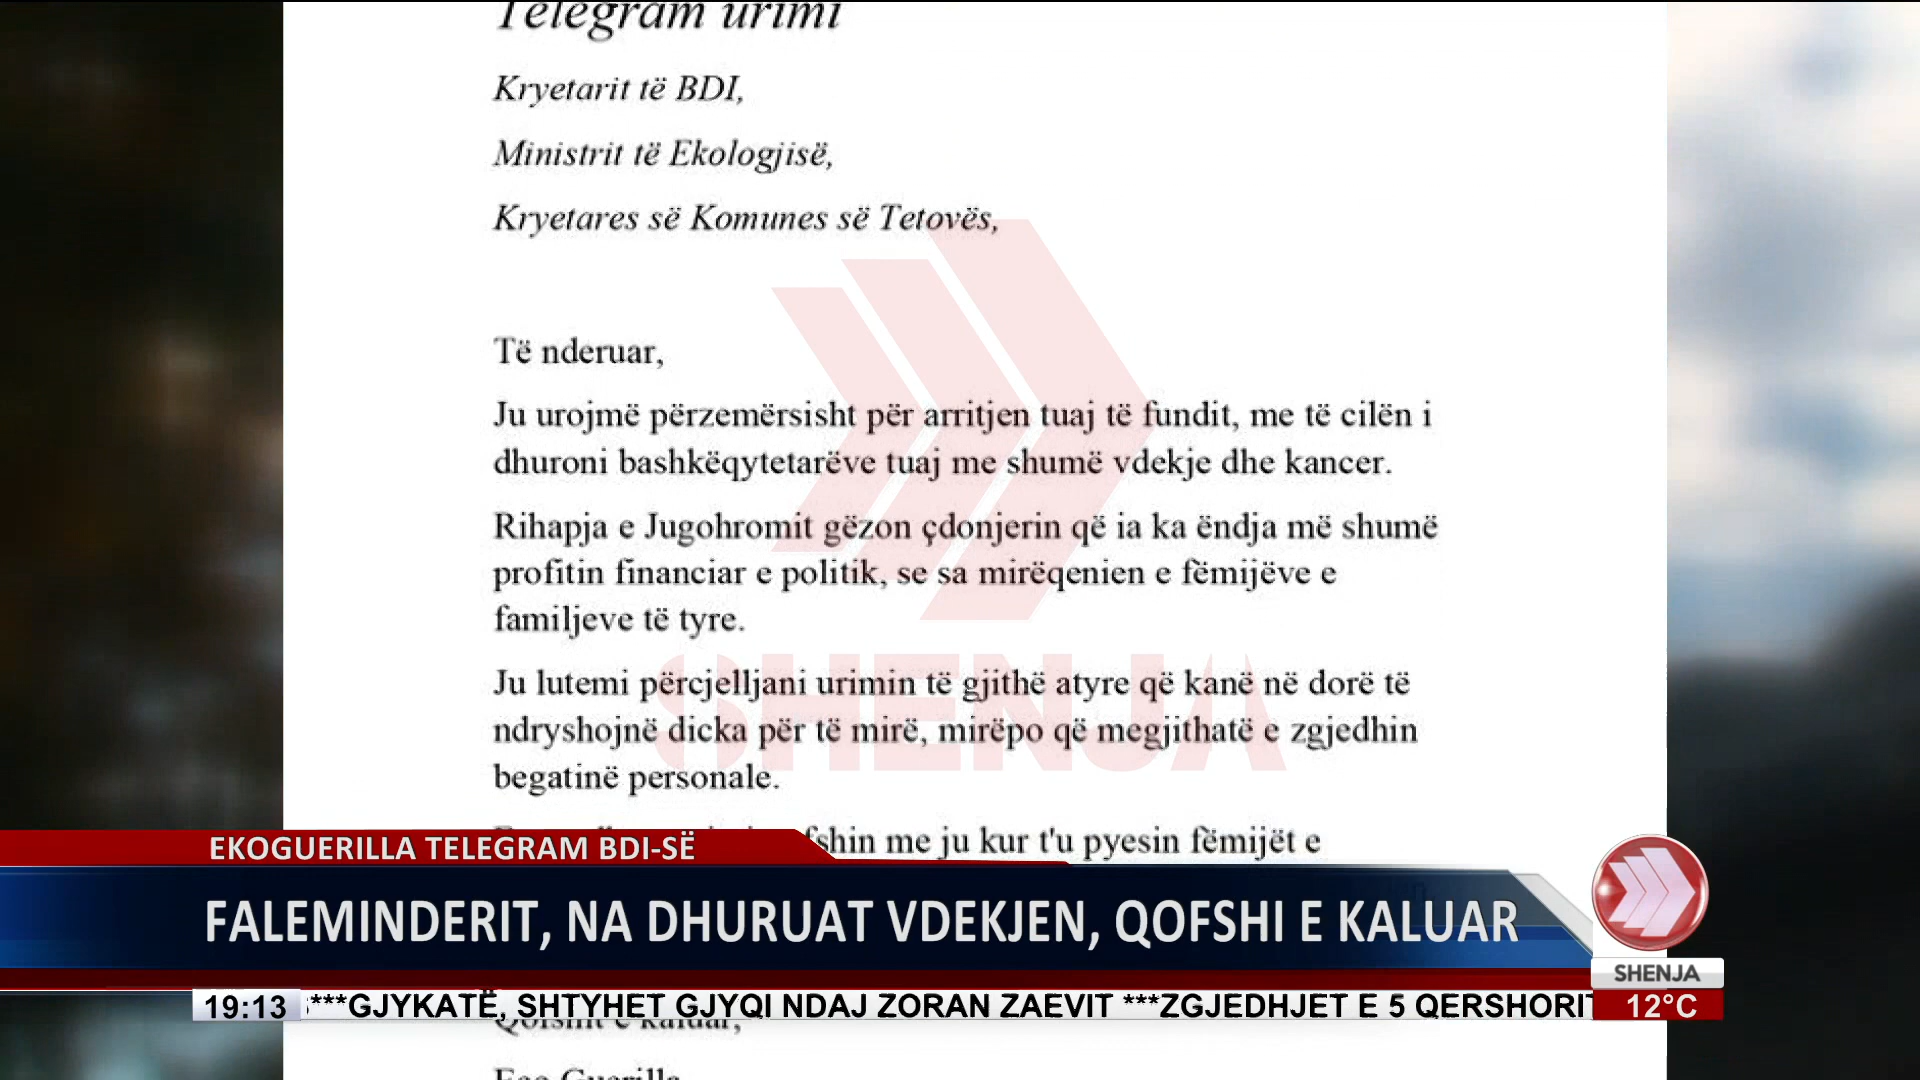 Telegram urimi
Kryetarit të BDI,
Ministrit të Ekologjisë,
Kryetares së Komunes së Tetovës,
Të nderuar,
Ju urojmë përzemërsisht për arritjen tuaj të fundit, me të cilën i
dhuroni bashkëqytetarëve tuaj me shumë vdekje dhe kancer.
Rihapja e Jugohromit gëzon çdonjerin që ia ka ëndja më shumë
profitin financiar e politik, se sa mirëqenien e fëmijëve e
familjeve të tyre.
Ju lutemi përcjelljani urimin të gjithë atyre që kanë në dorë të
ndryshojnë dicka për të mirë, mirëpo që megjithatë e zgjedhin
begatinë personale.
SHENJA
me ju kur t'u pyesin fëmijët e
EKOGUERILLA TELEGRAM BDI-SË
FALEMINDERIT, NA DHURUAT VDEKJEN, QOFSHI E KALUAR
SHENJA
19:13 ***GJYKATË, SHTYHET GJYQI NDAJ ZORAN ZAEVIT ***ZGJEDHJET E 5 QERSHORIT 12°C
Qofshit e kaluar,
Eco Guerilla